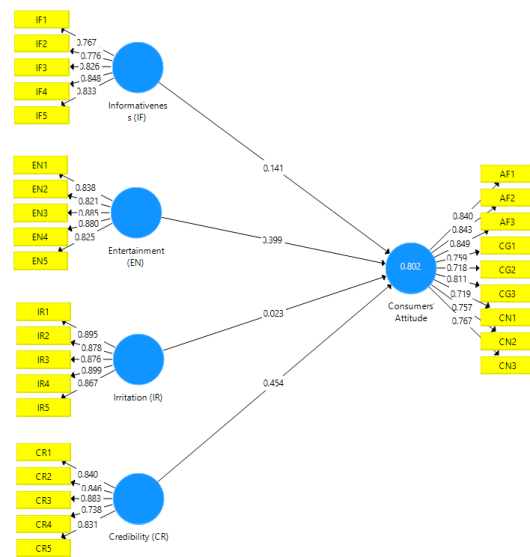 IF1
IF2
IF3
IF4
IF5
0.767
0.776
0.826
0.848
0.833
Informativenes
s (IF)
EN1
EN2
EN3
EN4
EN5
0.838
0.821
0.885
0.880
0.825
Entertainment
(EN)
IR1
IR2
IR3
IR4
IR5
0.895
0.878
0.876
0.899
0.867
Irritation (IR)
CR1
CR2
CR3
CR4
CR5
0.840
0.846
0.883
0.738
0.831
Credibility (CR)
0.141
0.399
0.023
0.454
0.802
Consumers'
Attitude
0.840
0.843
0.849
0.759
0.718
0.811
0.719
0.757
0.767
AF1
AF2
AF3
CG1
CG2
CG3
CN1
CN2
CN3